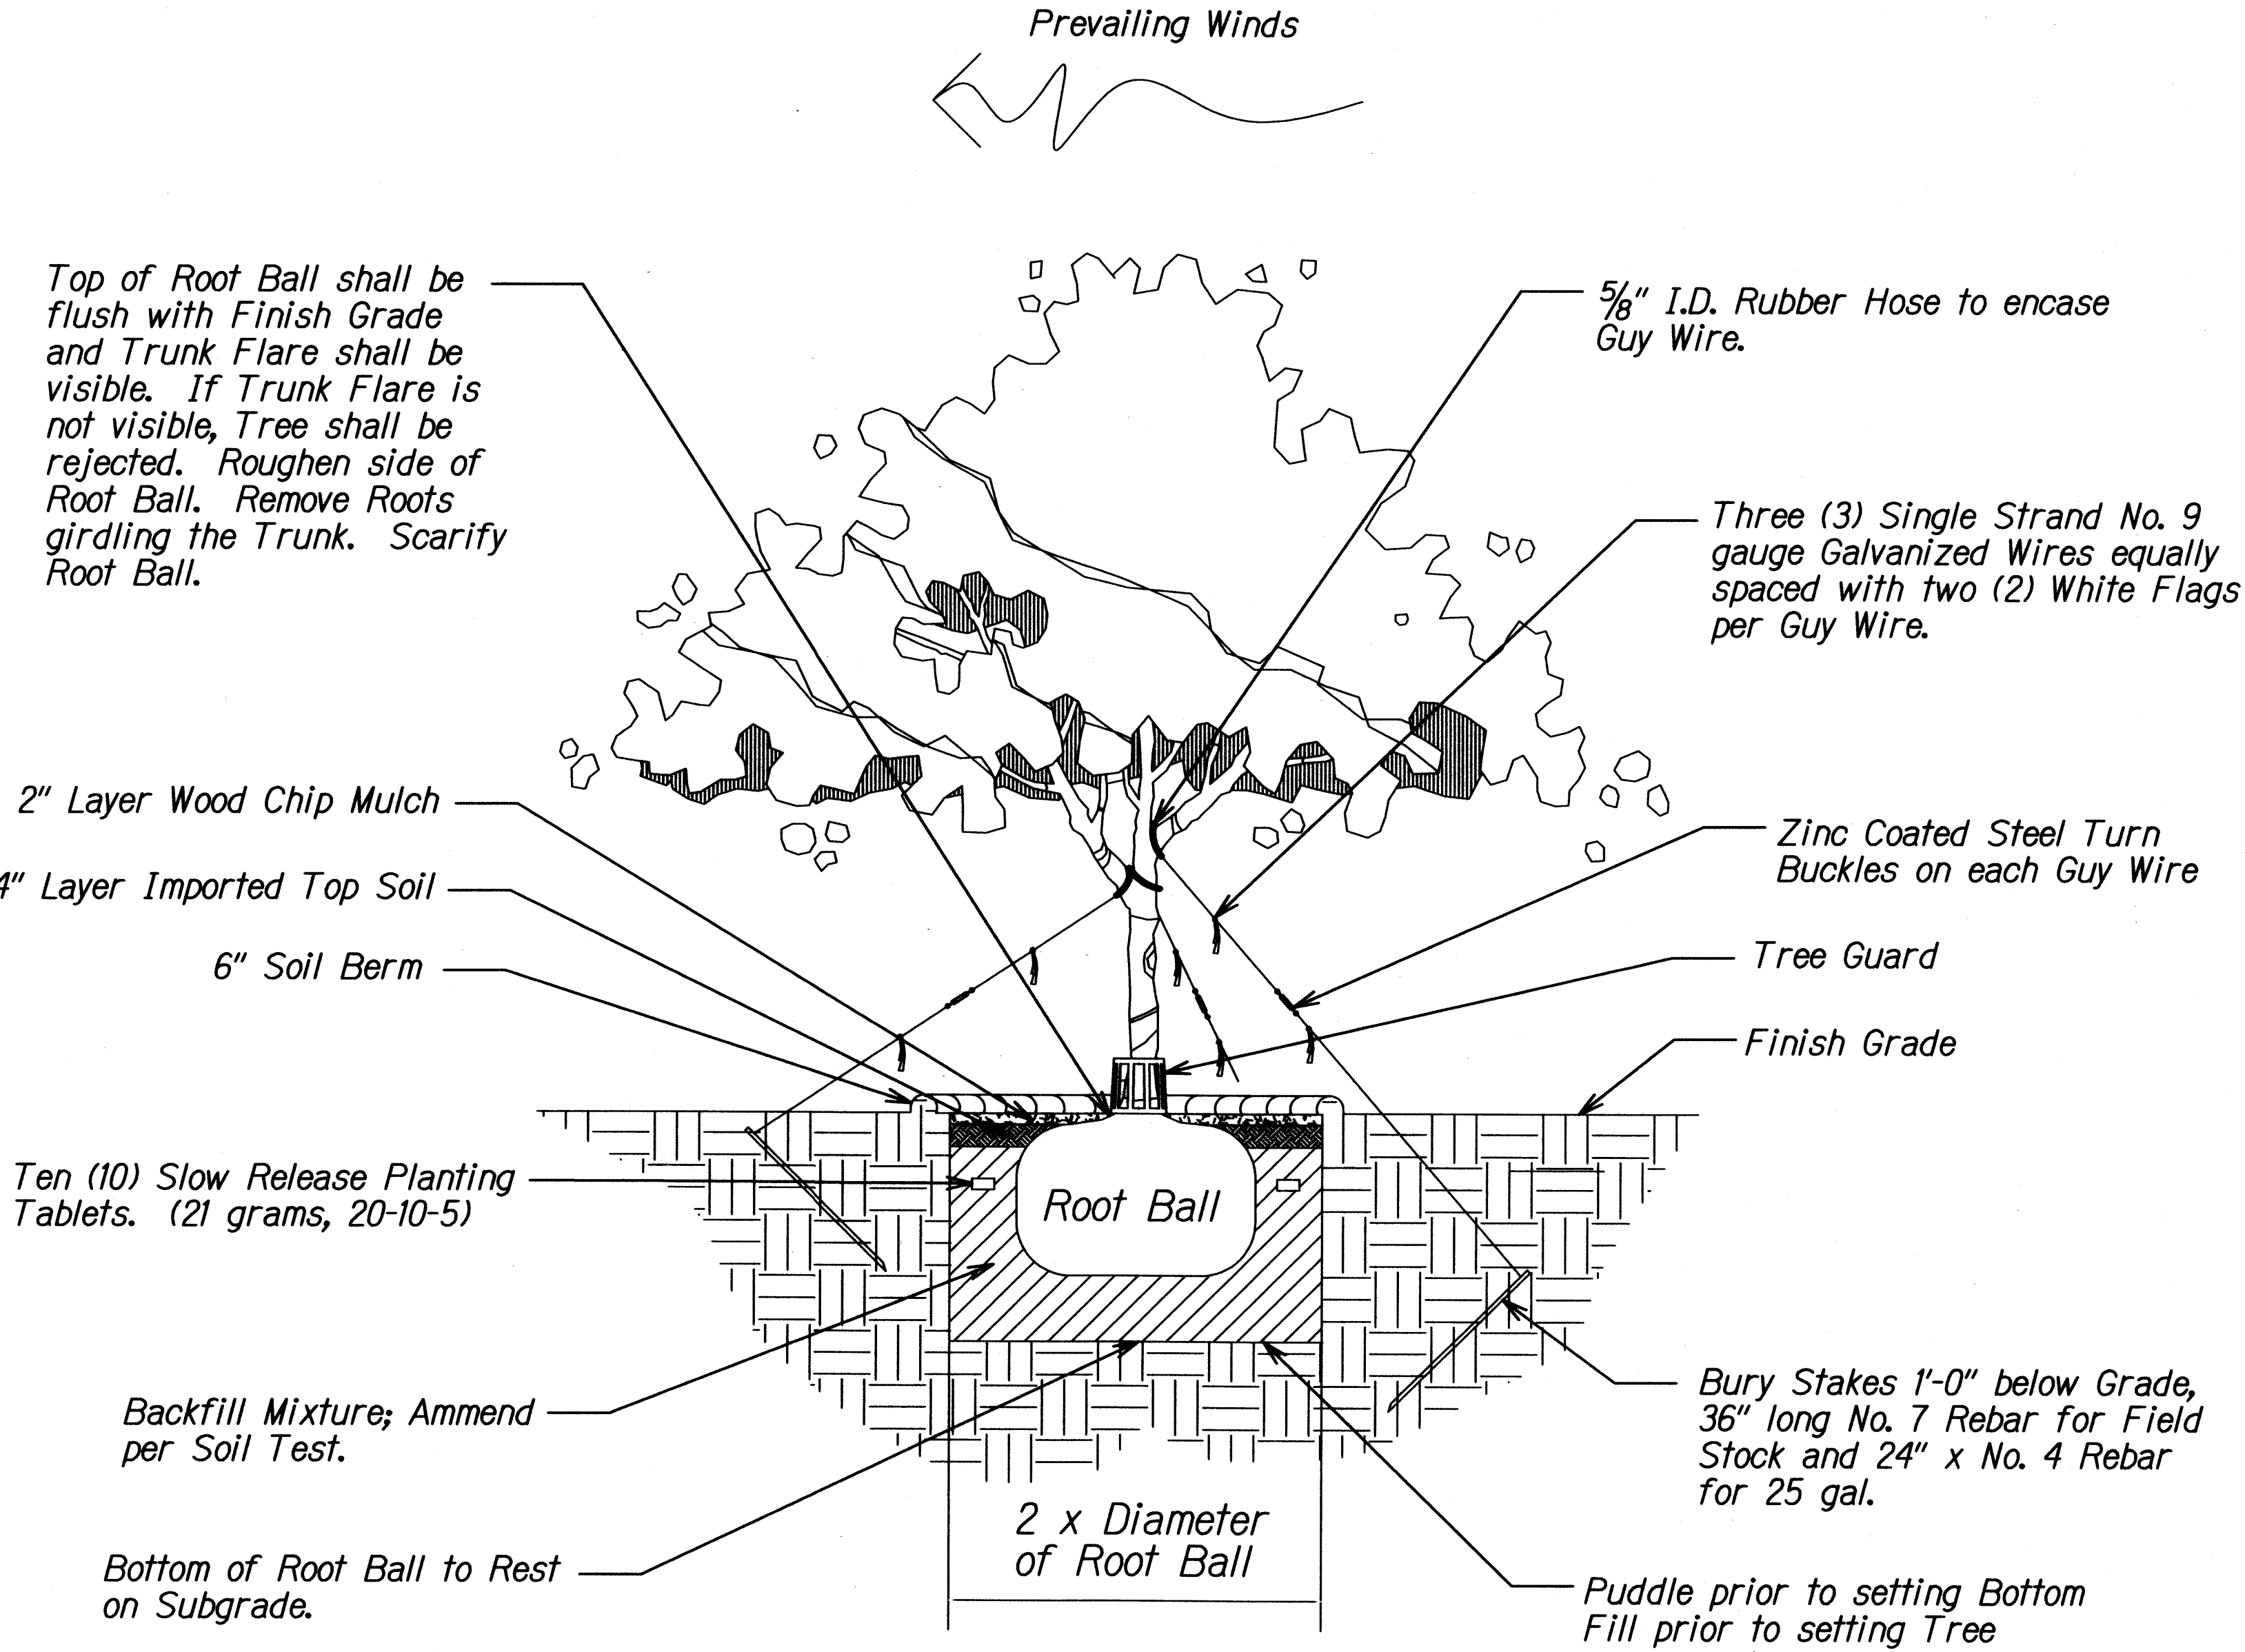 Prevailing Winds
Top of Root Ball shall be
flush with Finish Grade
and Trunk Flare shall be
visible. If Trunk Flare is
not visible, Tree shall be
rejected. Roughen side of
Root Ball. Remove Roots
girdling the Trunk. Scarify
Root Ball.
5/8" I.D. Rubber Hose to encase
Guy Wire.
Three (3) Single Strand No. 9
gauge Galvanized Wires equally
spaced with two (2) White Flags
per Guy Wire.
2" Layer Wood Chip Mulch
4" Layer Imported Top Soil
6" Soil Berm
Zinc Coated Steel Turn
Buckles on each Guy Wire
Tree Guard
Finish Grade
Ten (10) Slow Release Planting
Tablets. (21 grams, 20-10-5)
Root Ball
Backfill Mixture; Ammend
per Soil Test.
Bottom of Root Ball to Rest
on Subgrade.
2 x Diameter
of Root Ball
Bury Stakes 1'-0" below Grade,
36" long No. 7 Rebar for Field
Stock and 24" x No. 4 Rebar
for 25 gal.
Puddle prior to setting Bottom
Fill prior to setting Tree